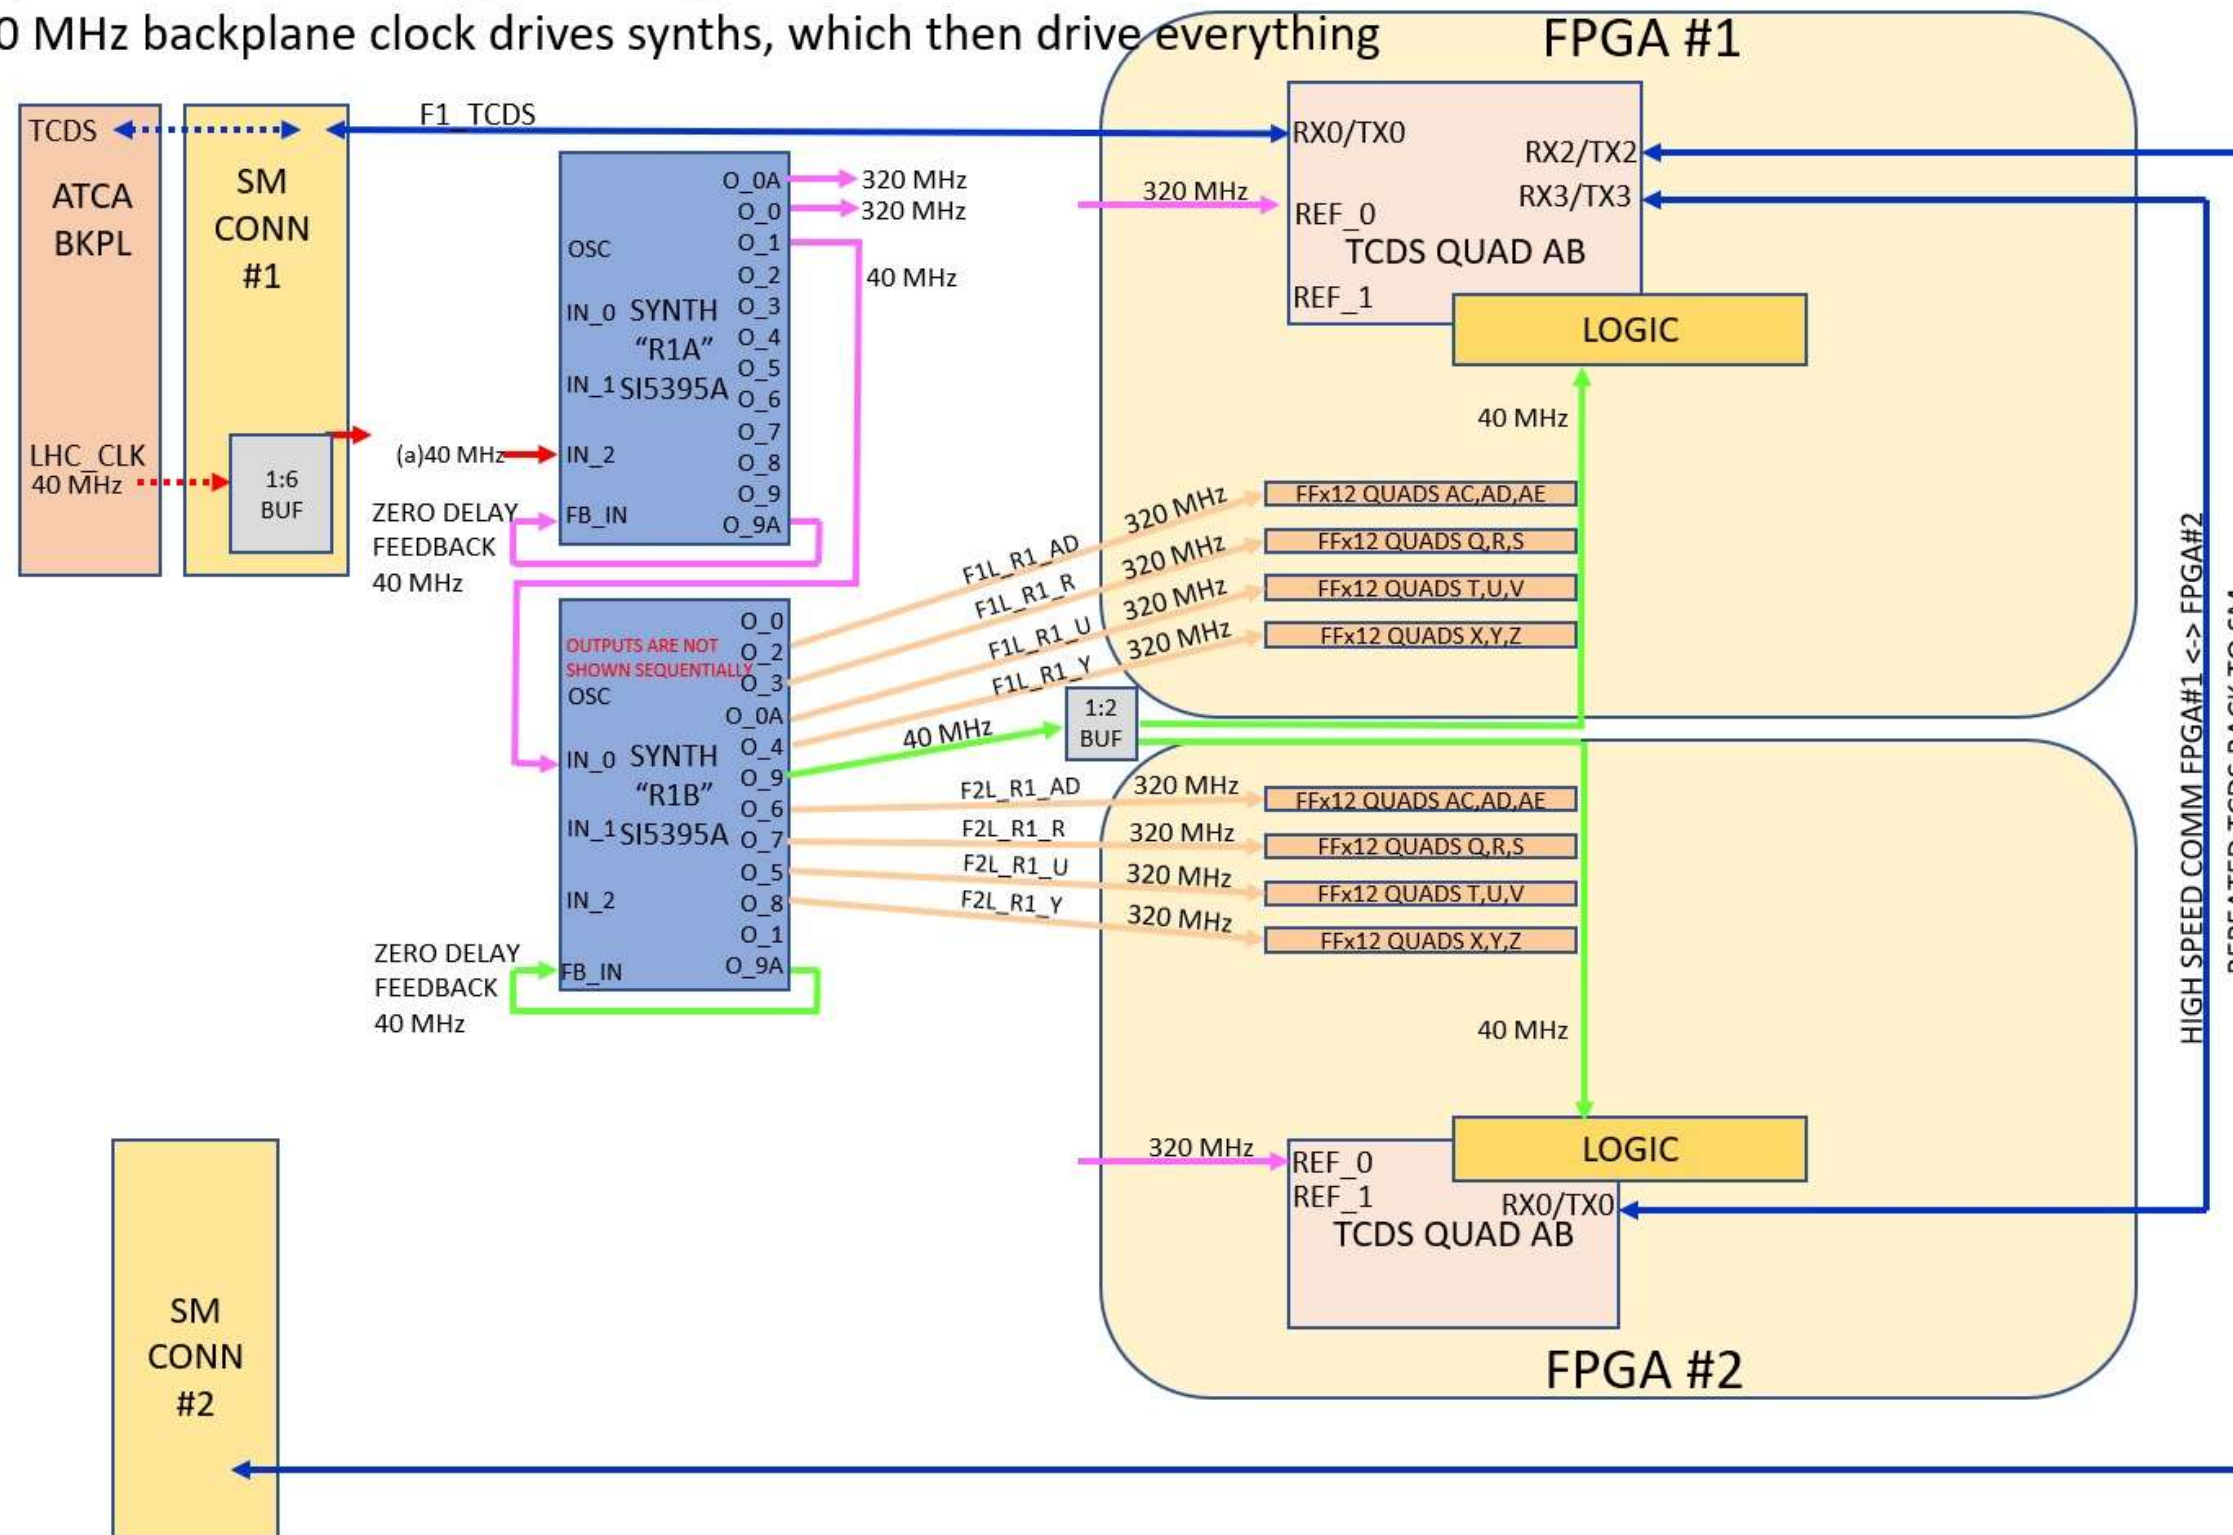 0 MHz backplane clock drives synths, which then drive everything
FPGA #1
TCDS
ATCA
BKPL
LHC_CLK
40 MHz
SM
CONN
#1
1:6
BUF
F1_TCDS
(a)40 MHz
ZERO DELAY
FEEDBACK
40 MHz
OSC
IN_0
IN_1
IN_2
FB_IN
SYNTH
“R1A”
SI5395A
O_0A
O_0
O_1
O_2
O_3
O_4
O_5
O_6
O_7
O_8
O_9
O_9A
320 MHz
320 MHz
40 MHz
RX0/TX0
RX2/TX2
RX3/TX3
320 MHz
REF_0
TCDS QUAD AB
REF_1
LOGIC
40 MHz
F1L_R1_AD
320 MHz
FFx12 QUADS AC,AD,AE
F1L_R1_R
320 MHz
FFx12 QUADS Q,R,S
F1L_R1_U
320 MHz
FFx12 QUADS T,U,V
F1L_R1_Y
320 MHz
FFx12 QUADS X,Y,Z
OUTPUTS ARE NOT
SHOWN SEQUENTIALLY
OSC
IN_0
IN_1
IN_2
FB_IN
SYNTH
“R1B”
SI5395A
O_0
O_2
O_3
O_0A
O_4
O_9
O_6
O_7
O_5
O_8
O_1
O_9A
ZERO DELAY
FEEDBACK
40 MHz
40 MHz
1:2
BUF
F2L_R1_AD
320 MHz
FFx12 QUADS AC,AD,AE
F2L_R1_R
320 MHz
FFx12 QUADS Q,R,S
F2L_R1_U
320 MHz
FFx12 QUADS T,U,V
F2L_R1_Y
320 MHz
FFx12 QUADS X,Y,Z
40 MHz
LOGIC
320 MHz
REF_0
REF_1
RX0/TX0
TCDS QUAD AB
FPGA #2
HIGH SPEED COMM FPGA#1 <-> FPGA#2
SM
CONN
#2